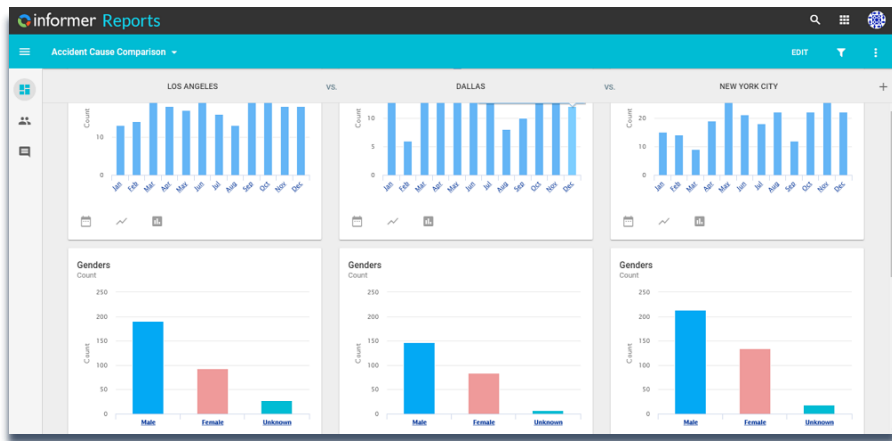 informer Reports
Accident Cause Comparison
EDIT
LOS ANGELES vs. DALLAS vs. NEW YORK CITY
Count
10
0
Jan Feb Mar Apr May Jun Jul Aug Sep Oct Nov Dec
Count
10
5
0
Jan Feb Mar Apr May Jun Jul Aug Sep Oct Nov Dec
Count
20
10
0
Jan Feb Mar Apr May Jun Jul Aug Sep Oct Nov Dec
Genders
Count
250
200
150
100
50
0
Count
Male Female Unknown
Genders
Count
250
200
150
100
50
0
Count
Male Female Unknown
Genders
Count
250
200
150
100
50
0
Count
Male Female Unknown